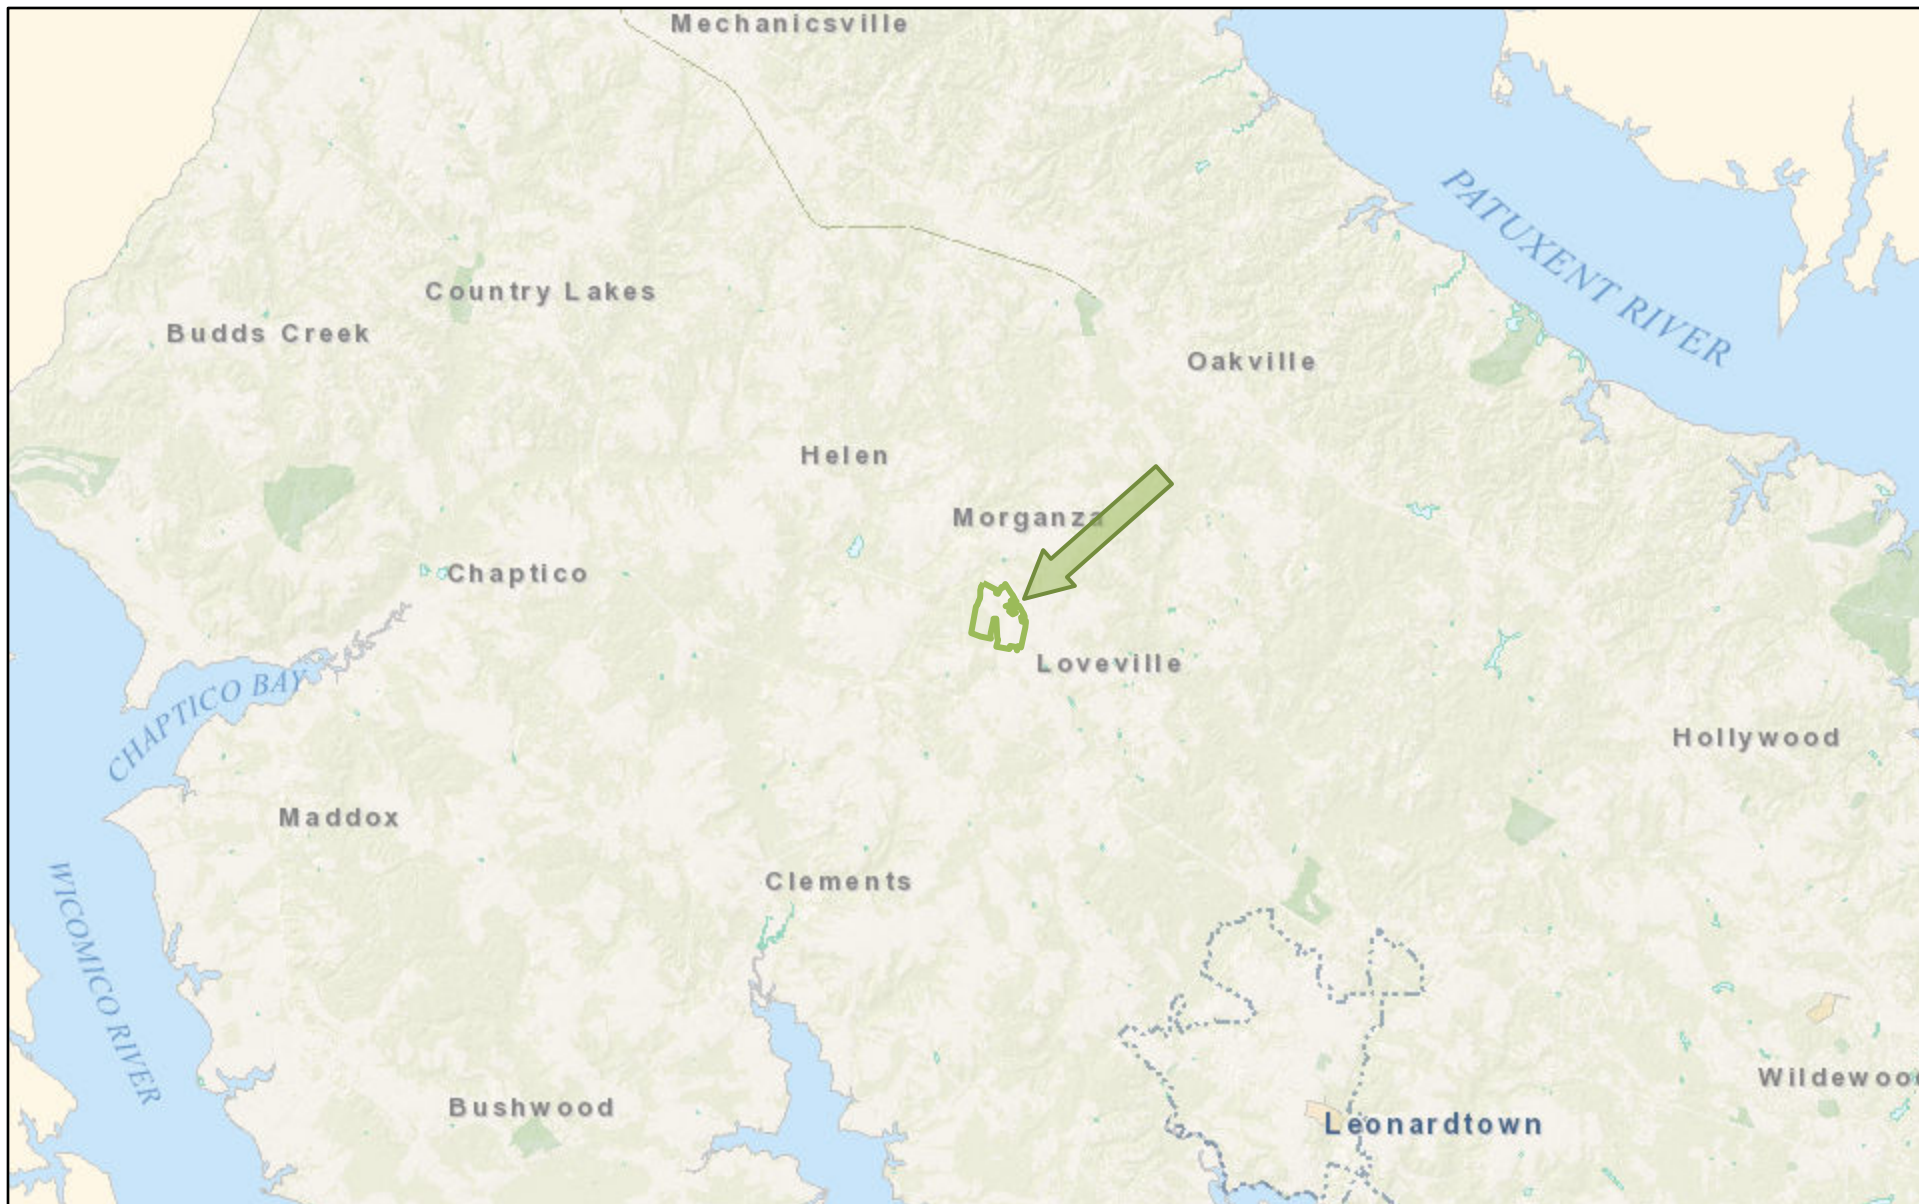 Mechanicsville
PATUXENT RIVER
Country Lakes
Budds Creek
Oakville
Helen
Morganza
Chaptico
Loveville
CHAPTICO BAY
Hollywood
Maddox
Clements
WICOMICO RIVER
Wildewoo
Bushwood
Leonardtown